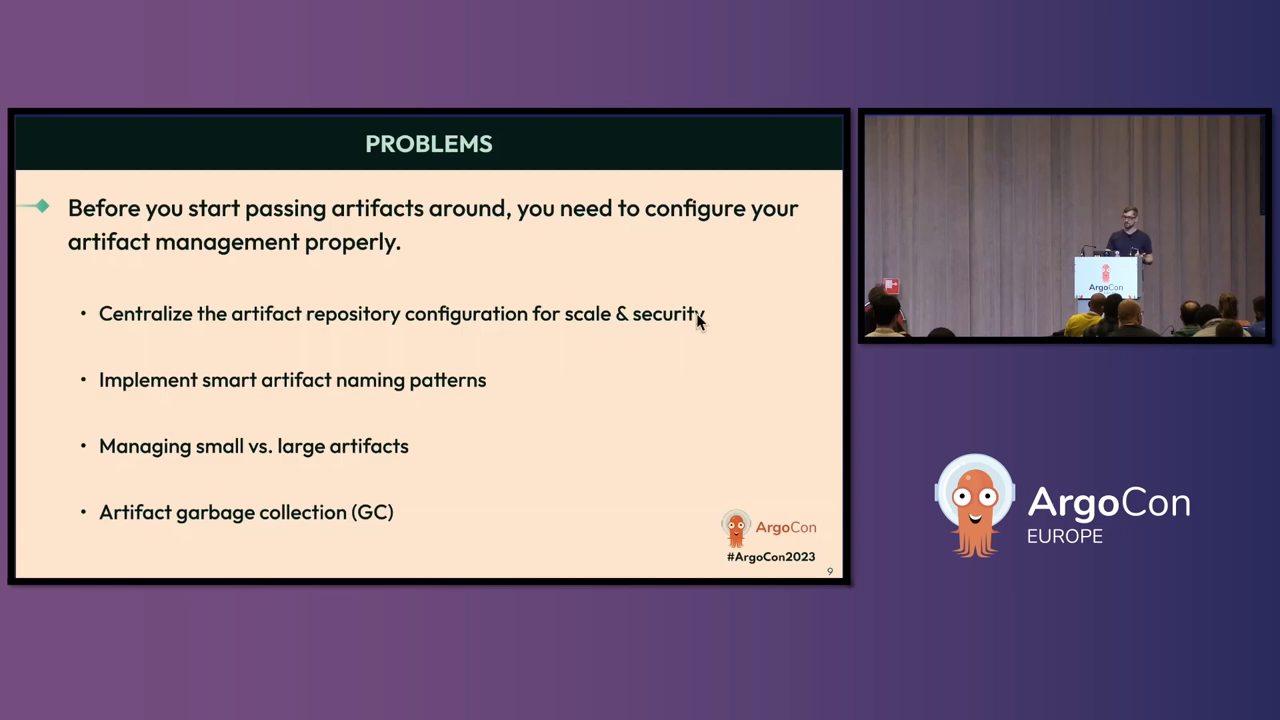 PROBLEMS
Before you start passing artifacts around, you need to configure your
artifact management properly.
• Centralize the artifact repository configuration for scale & security
• Implement smart artifact naming patterns
• Managing small vs. large artifacts
• Artifact garbage collection (GC)
ArgoCon
#ArgoCon2023
9
ArgoCon
ArgoCon
EUROPE